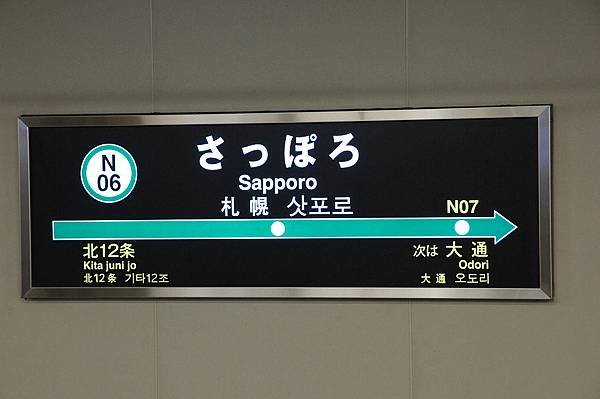 N
06
さっぽろ
Sapporo
札幌 삿포로
N07
北12条
Kita juni jo
北12条 기타12조
次は 大通
Odori
大通 오도리